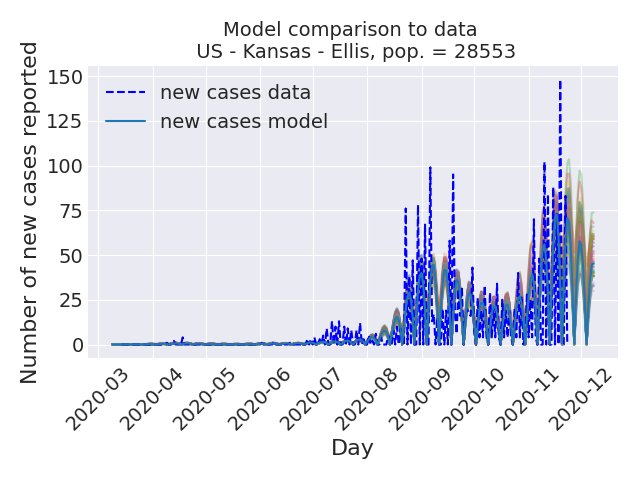 Model comparison to data
US - Kansas - Ellis, pop. = 28553
Number of new cases reported
150
125
100
75
50
25
0
new cases data
new cases model
2020-03
2020-04
2020-05
2020-06
2020-07
2020-08
2020-09
2020-10
2020-11
2020-12
Day